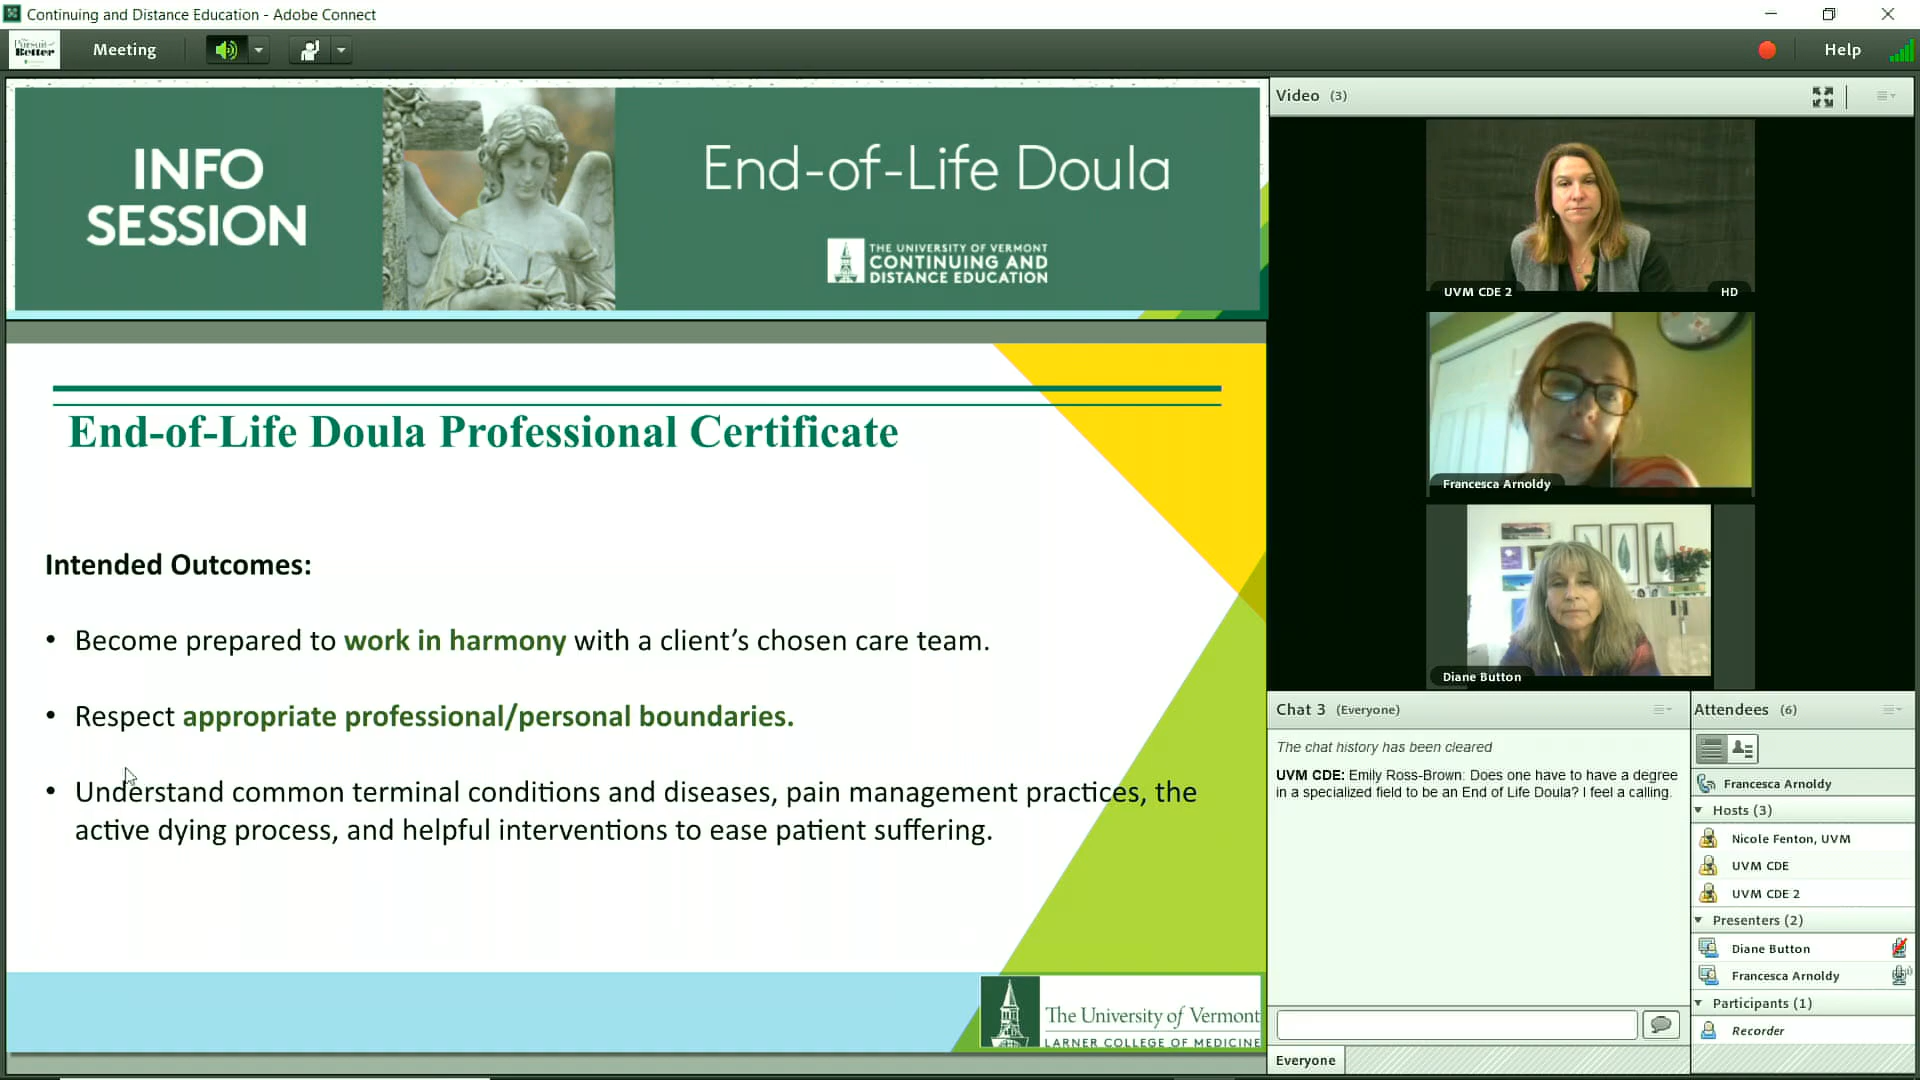 Continuing and Distance Education - Adobe Connect
Pursuit of
Better
Meeting
Help
INFO
SESSION
End-of-Life Doula
THE UNIVERSITY OF VERMONT
CONTINUING AND
DISTANCE EDUCATION
End-of-Life Doula Professional Certificate
Intended Outcomes:
• Become prepared to work in harmony with a client’s chosen care team.
• Respect appropriate professional/personal boundaries.
• Understand common terminal conditions and diseases, pain management practices, the
active dying process, and helpful interventions to ease patient suffering.
The University of Vermont
LARNER COLLEGE OF MEDICINE
Video (3)
UVM CDE 2
HD
Francesca Arnoldy
Diane Button
Chat 3 (Everyone)
The chat history has been cleared
UVM CDE: Emily Ross-Brown: Does one have to have a degree
in a specialized field to be an End of Life Doula? I feel a calling.
Everyone
Attendees (6)
Francesca Arnoldy
Hosts (3)
Nicole Fenton, UVM
UVM CDE
UVM CDE 2
Presenters (2)
Diane Button
Francesca Arnoldy
Participants (1)
Recorder